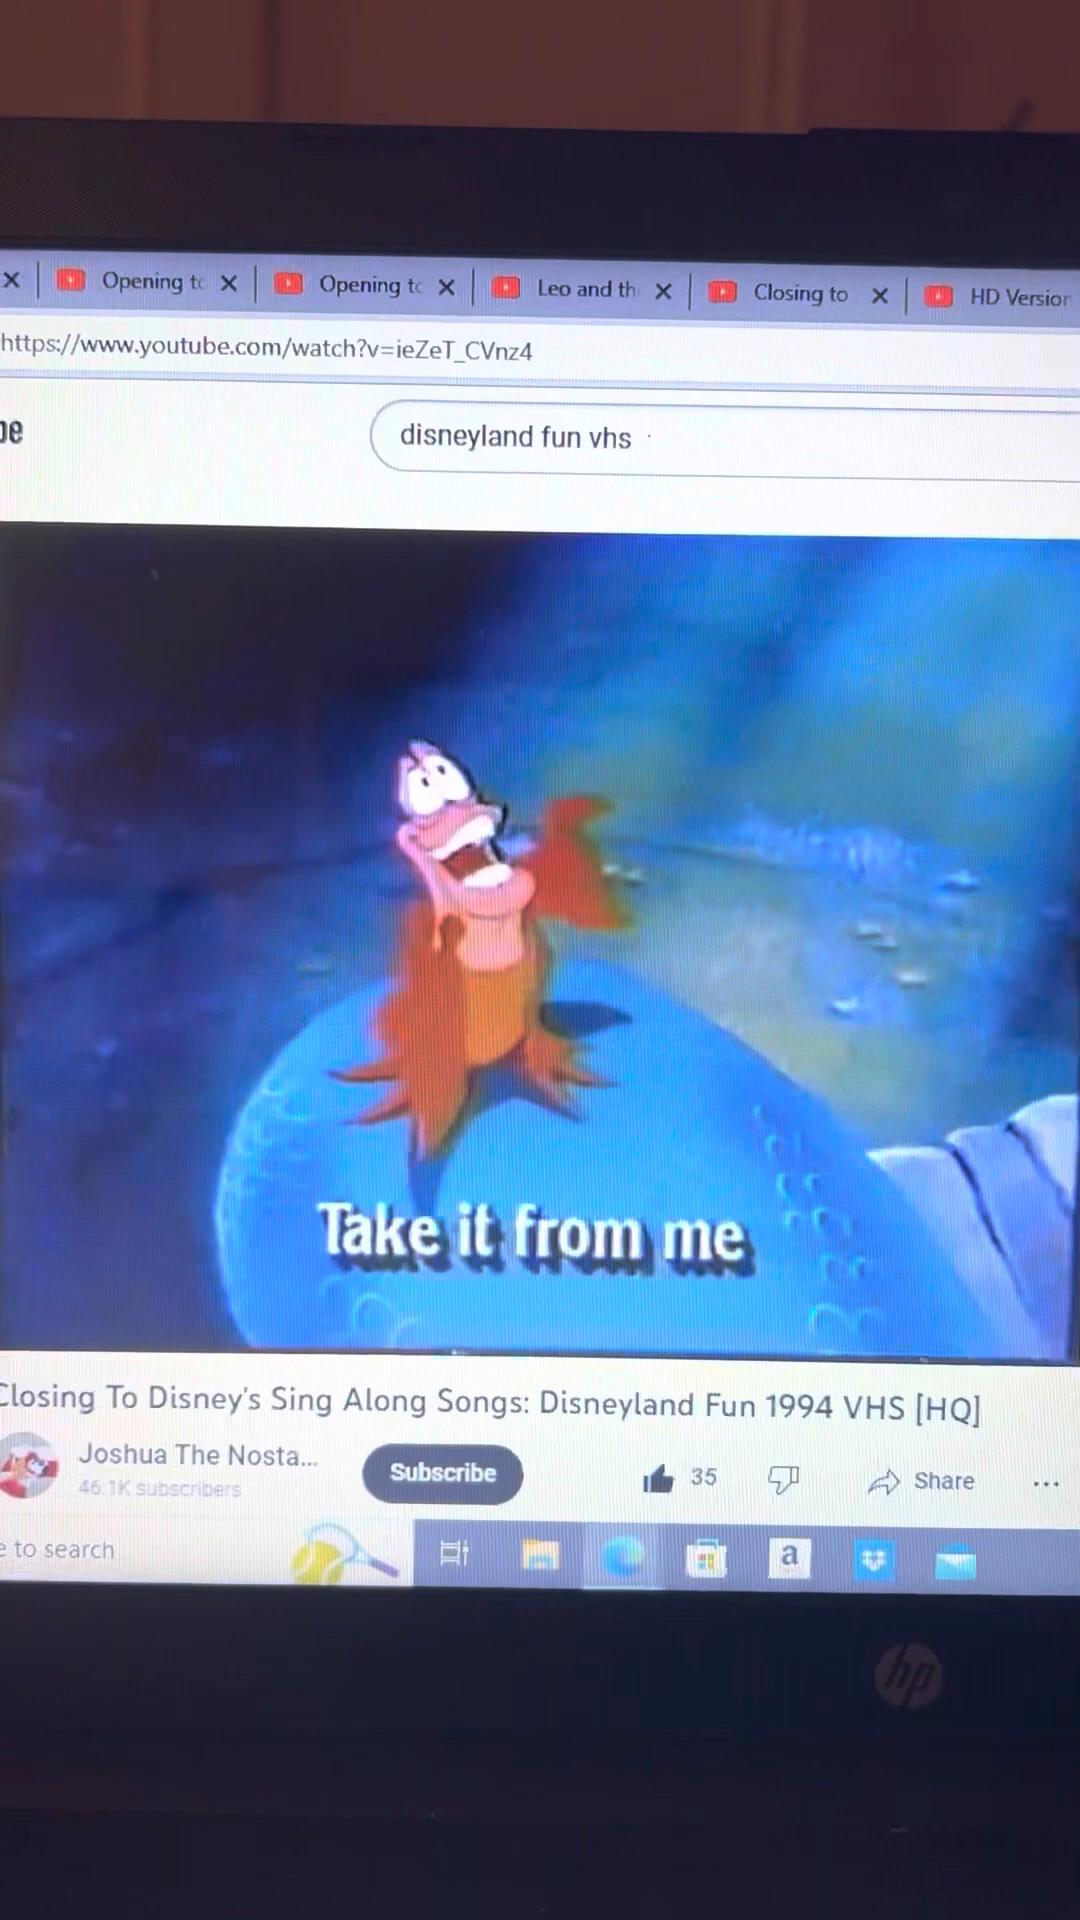 Opening to
Opening to
Leo and th
Closing to
HD Version
https://www.youtube.com/watch?v=ieZeT_CVnz4
be
disneyland fun vhs
Take it from me
Closing To Disney's Sing Along Songs: Disneyland Fun 1994 VHS [HQ]
Joshua The Nosta...
46.1K subscribers
Subscribe
35
Share
e to search
a
hp